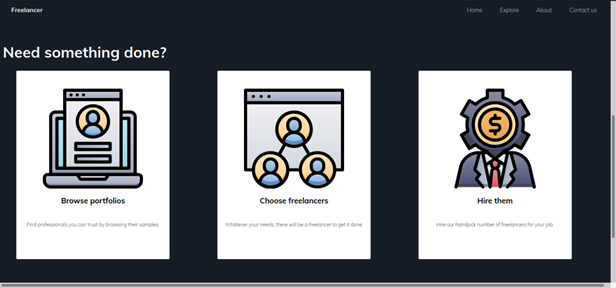 Freelancer
Home Explore About Contact us
Need something done?
Browse portfolios
Find professionals you can trust by browsing their samples.
Choose freelancers
Whatever your needs, there will be a freelancer to get it done.
Hire them
Hire our handpick number of freelancers for your job.